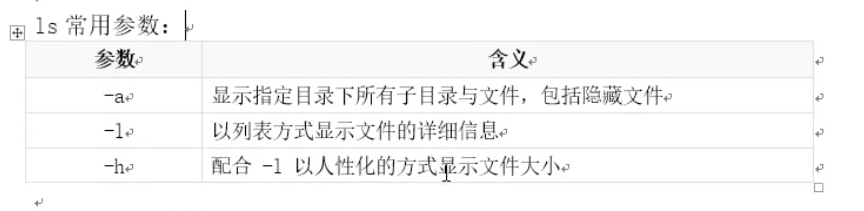 ls 常用参数：
参数 含义
-a 显示指定目录下所有子目录与文件，包括隐藏文件
-l 以列表方式显示文件的详细信息
-h 配合 -l 以人性化的方式显示文件大小